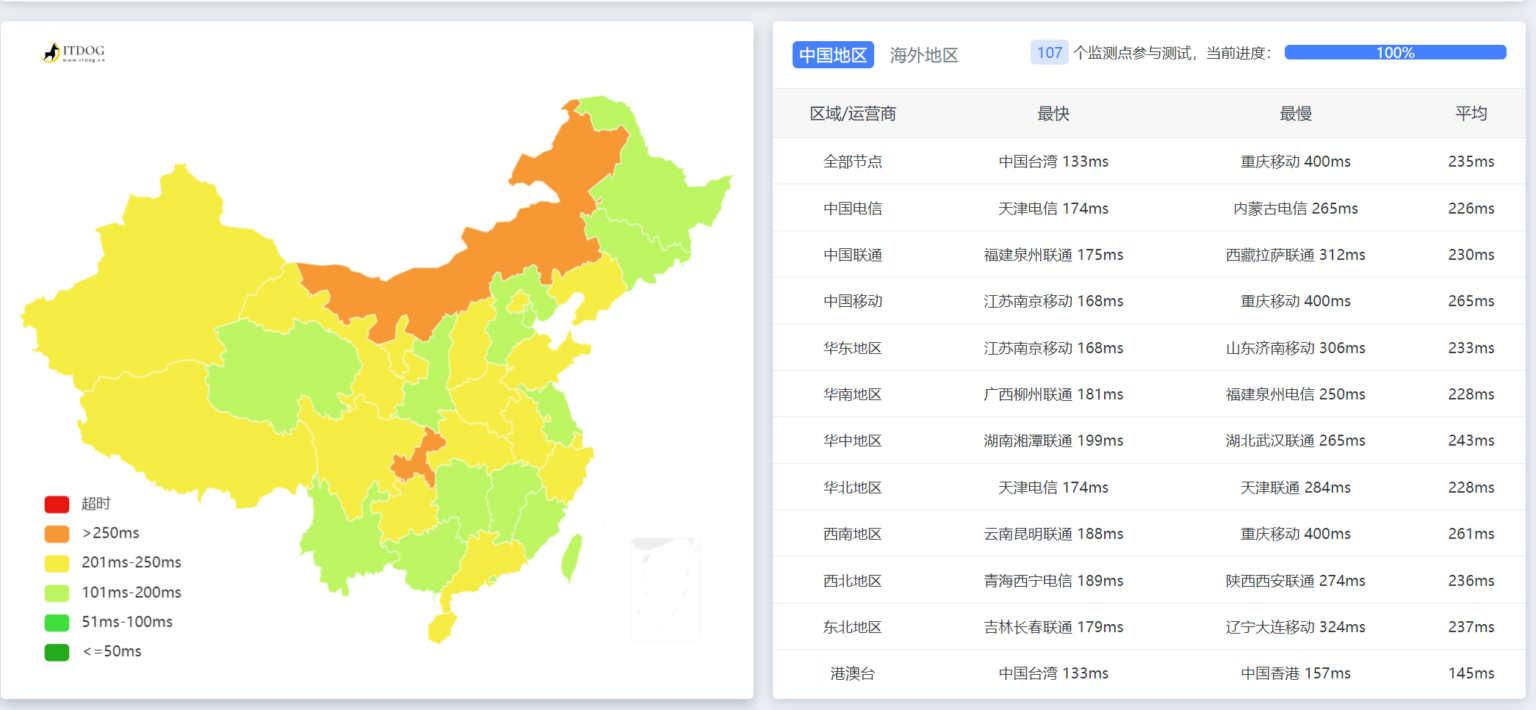 ITDOG
www.itdog.cn
超时
>250ms
201ms-250ms
101ms-200ms
51ms-100ms
<=50ms
中国地区 海外地区 107 个监测点参与测试，当前进度： 100%
区域/运营商 最快 最慢 平均
全部节点 中国台湾 133ms 重庆移动 400ms 235ms
中国电信 天津电信 174ms 内蒙古电信 265ms 226ms
中国联通 福建泉州联通 175ms 西藏拉萨联通 312ms 230ms
中国移动 江苏南京移动 168ms 重庆移动 400ms 265ms
华东地区 江苏南京移动 168ms 山东济南移动 306ms 233ms
华南地区 广西柳州联通 181ms 福建泉州电信 250ms 228ms
华中地区 湖南湘潭联通 199ms 湖北武汉联通 265ms 243ms
华北地区 天津电信 174ms 天津联通 284ms 228ms
西南地区 云南昆明联通 188ms 重庆移动 400ms 261ms
西北地区 青海西宁电信 189ms 陕西西安联通 274ms 236ms
东北地区 吉林长春联通 179ms 辽宁大连移动 324ms 237ms
港澳台 中国台湾 133ms 中国香港 157ms 145ms